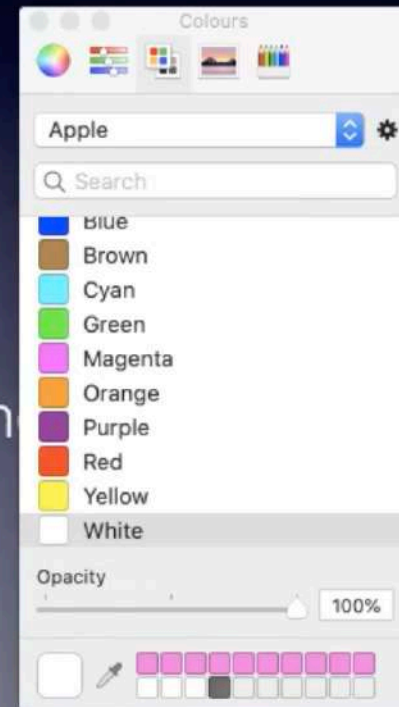 Colours
Apple
Search
Blue
Brown
Cyan
Green
Magenta
Orange
Purple
Red
Yellow
White
Opacity
100%